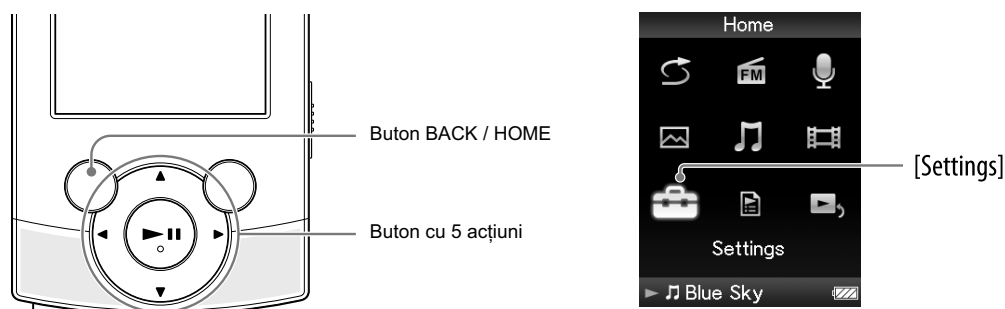 Home
FM
Buton BACK / HOME
[Settings]
Buton cu 5 acțiuni
Settings
Blue Sky